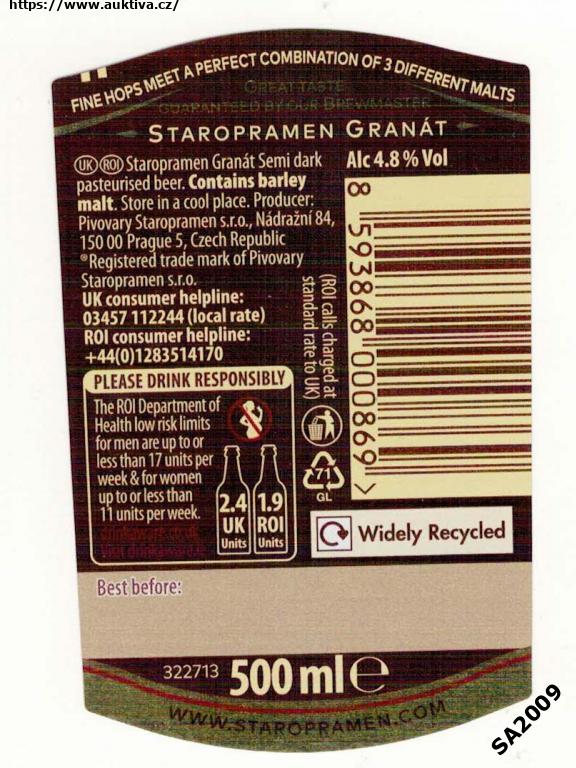 https://www.auktiva.cz/
FINE HOPS MEET A PERFECT COMBINATION OF 3 DIFFERENT MALTS
GREAT TASTE
GUARANTEED BY OUR BREWMASTER
STAROPRAMEN GRANÁT
UK ROI Staropramen Granát Semi dark
pasteurised beer. Contains barley
malt. Store in a cool place. Producer:
Pivovary Staropramen s.r.o., Nádražní 84,
150 00 Prague 5, Czech Republic
®Registered trade mark of Pivovary
Staropramen s.r.o.
UK consumer helpline:
03457 112244 (local rate)
ROI consumer helpline:
+44(0)1283514170
(ROI calls charged at
standard rate to UK)
Alc 4.8 % Vol
8 593868 000869 >
PLEASE DRINK RESPONSIBLY
The ROI Department of
Health low risk limits
for men are up to or
less than 17 units per
week & for women
up to or less than
11 units per week.
drinkaware.co.uk
Visit drinkaware.ie
2.4
UK
Units
1.9
ROI
Units
71
GL
Widely Recycled
Best before:
322713 500 ml e
WWW.STAROPRAMEN.COM
SA2009